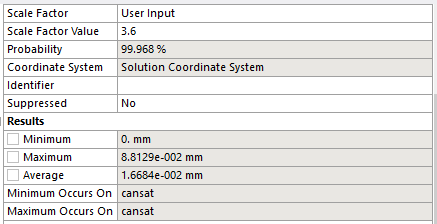 Scale Factor User Input
Scale Factor Value 3.6
Probability 99.968 %
Coordinate System Solution Coordinate System
Identifier
Suppressed No
Results
Minimum 0. mm
Maximum 8.8129e-002 mm
Average 1.6684e-002 mm
Minimum Occurs On cansat
Maximum Occurs On cansat